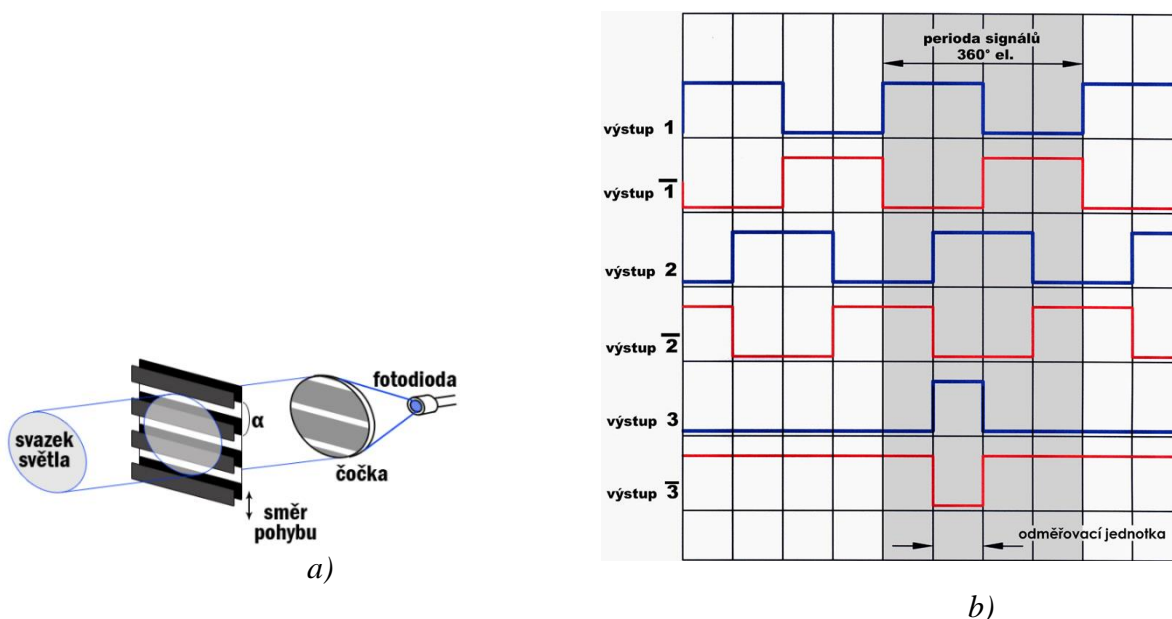 svazek
světla
α
směr
pohybu
čočka
fotodioda
a)
perioda signálů
360° el.
výstup 1
výstup 1̅
výstup 2
výstup 2̅
výstup 3
výstup 3̅
odměřovací jednotka
b)